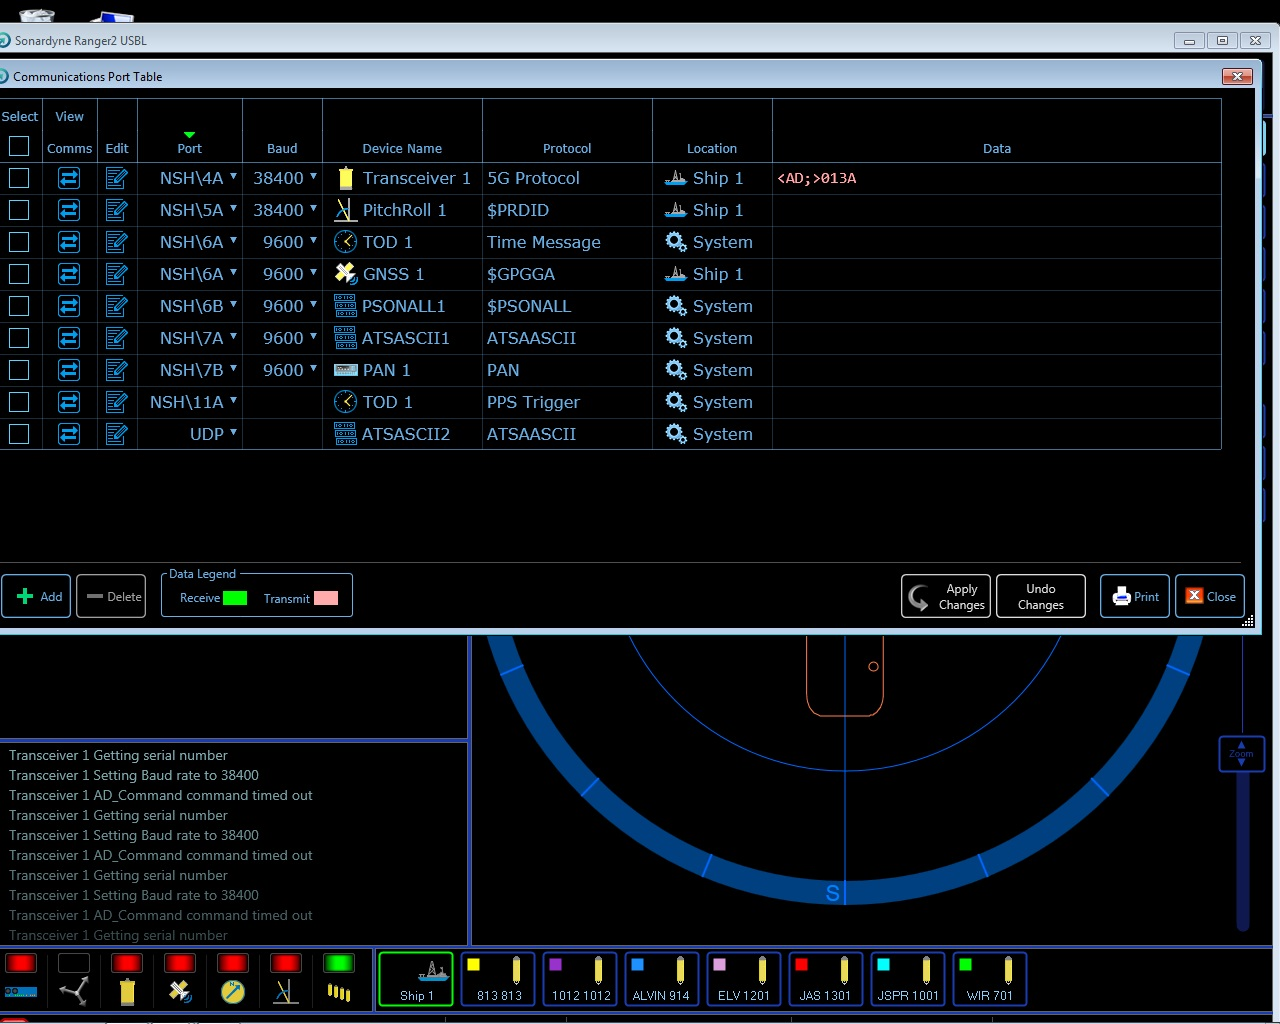 Sonardyne Ranger2 USBL
Communications Port Table
Select View Comms Edit Port Baud Device Name Protocol Location Data
NSH\4A 38400 Transceiver 1 5G Protocol Ship 1 <AD;>013A
NSH\5A 38400 PitchRoll 1 $PRDID Ship 1
NSH\6A 9600 TOD 1 Time Message System
NSH\6A 9600 GNSS 1 $GPGGA Ship 1
NSH\6B 9600 PSONALL1 $PSONALL System
NSH\7A 9600 ATSASCII1 ATSAASCII System
NSH\7B 9600 PAN 1 PAN System
NSH\11A TOD 1 PPS Trigger System
UDP ATSASCII2 ATSAASCII System
Data Legend
Add Delete Receive Transmit Apply Changes Undo Changes Print Close
Zoom
Transceiver 1 Getting serial number
Transceiver 1 Setting Baud rate to 38400
Transceiver 1 AD_Command command timed out
Transceiver 1 Getting serial number
Transceiver 1 Setting Baud rate to 38400
Transceiver 1 AD_Command command timed out
Transceiver 1 Getting serial number
Transceiver 1 Setting Baud rate to 38400
Transceiver 1 AD_Command command timed out
Transceiver 1 Getting serial number
S
Ship 1 813 813 1012 1012 ALVIN 914 ELV 1201 JAS 1301 JSPR 1001 WIR 701